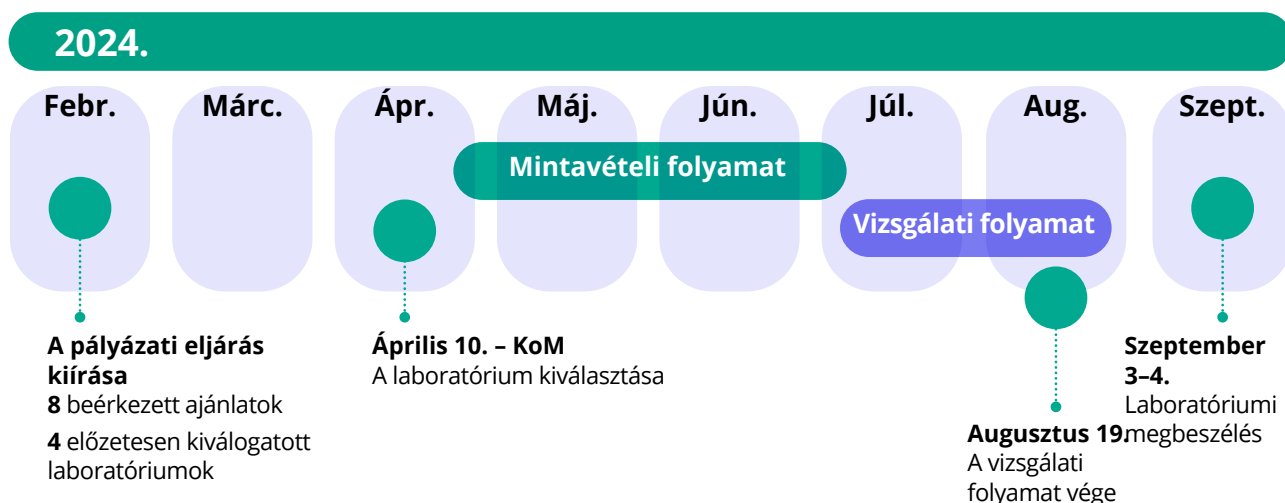 2024.
Febr.
Márc.
Ápr.
Máj.
Jún.
Júl.
Aug.
Szept.
Mintavételi folyamat
Vizsgálati folyamat
A pályázati eljárás
kiírása
8 beérkezett ajánlatok
4 előzetesen kiválogatott
laboratóriumok
Április 10. – KoM
A laboratórium kiválasztása
Augusztus 19.
A vizsgálati
folyamat vége
Szeptember
3–4.
Laboratóriumi
megbeszélés